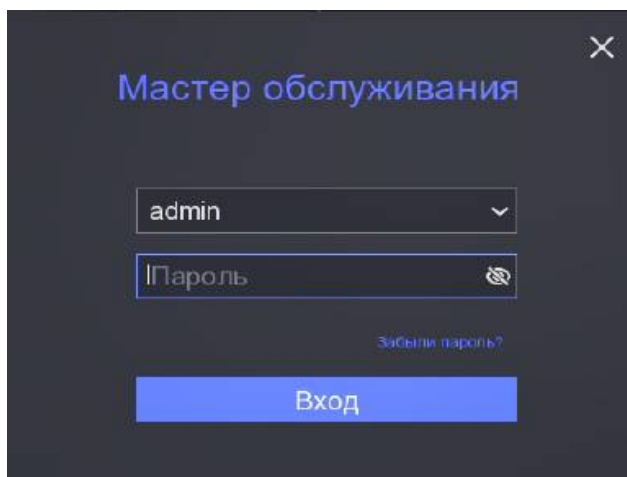 Мастер обслуживания
admin
Пароль
Забыли пароль?
Вход